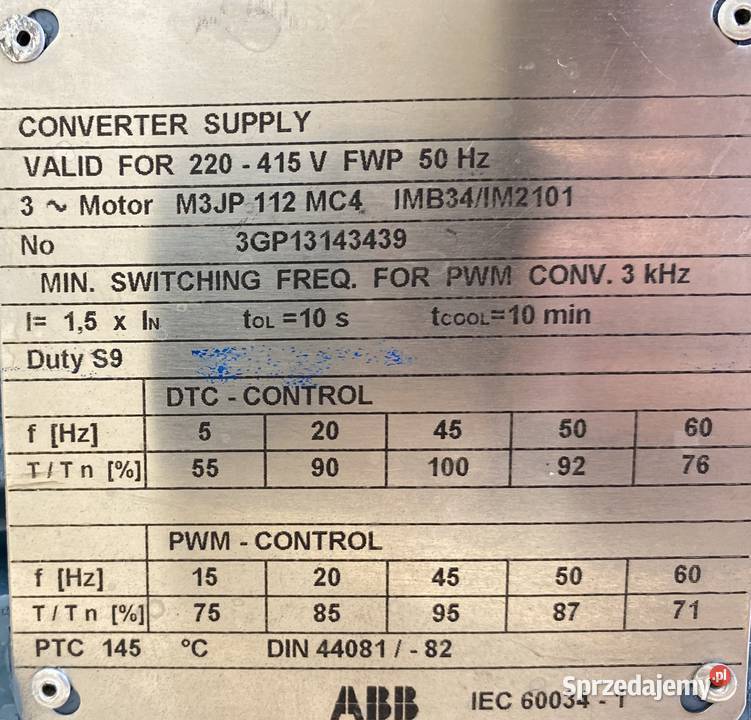 CONVERTER SUPPLY
VALID FOR 220 - 415 V FWP 50 Hz
3 ~ Motor M3JP 112 MC4 IMB34/IM2101
No 3GP13143439
MIN. SWITCHING FREQ. FOR PWM CONV. 3 kHz
I= 1,5 x IN tOL =10 s tCOOL=10 min
Duty S9
DTC - CONTROL
f [Hz] 5 20 45 50 60
T / T n [%] 55 90 100 92 76
PWM - CONTROL
f [Hz] 15 20 45 50 60
T / T n [%] 75 85 95 87 71
PTC 145 °C DIN 44081 / - 82
ABB IEC 60034 - 1
Sprzedajemy.pl